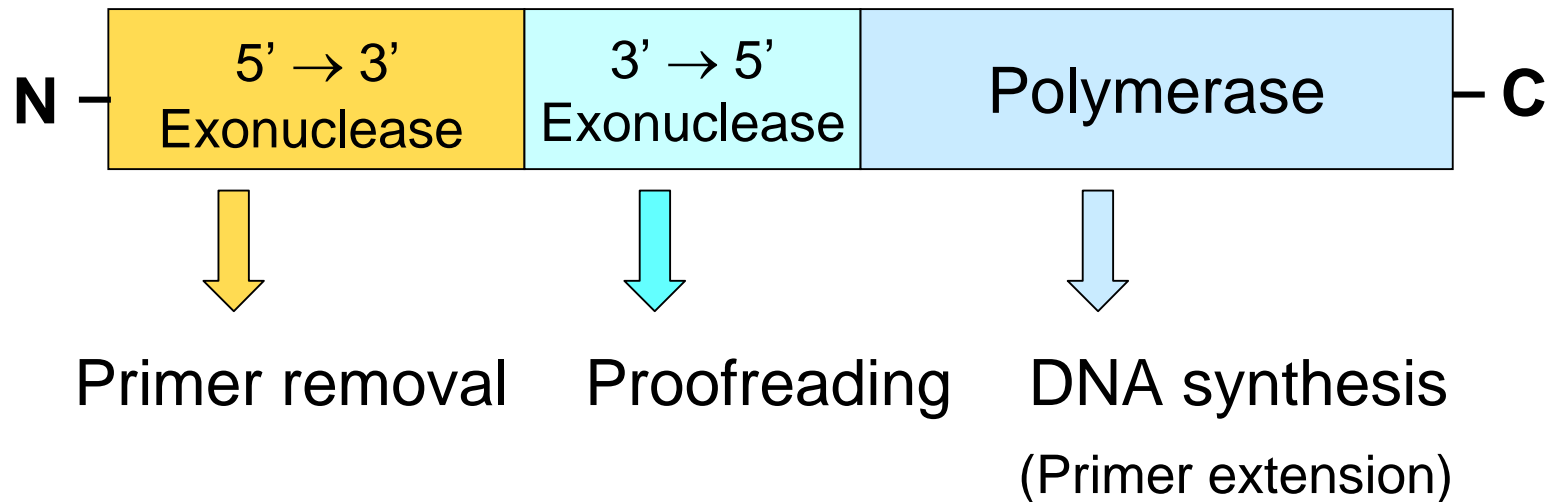 5’ → 3’
Exonuclease
3’ → 5’
Exonuclease
Polymerase
N
C
Primer removal
Proofreading
DNA synthesis
(Primer extension)